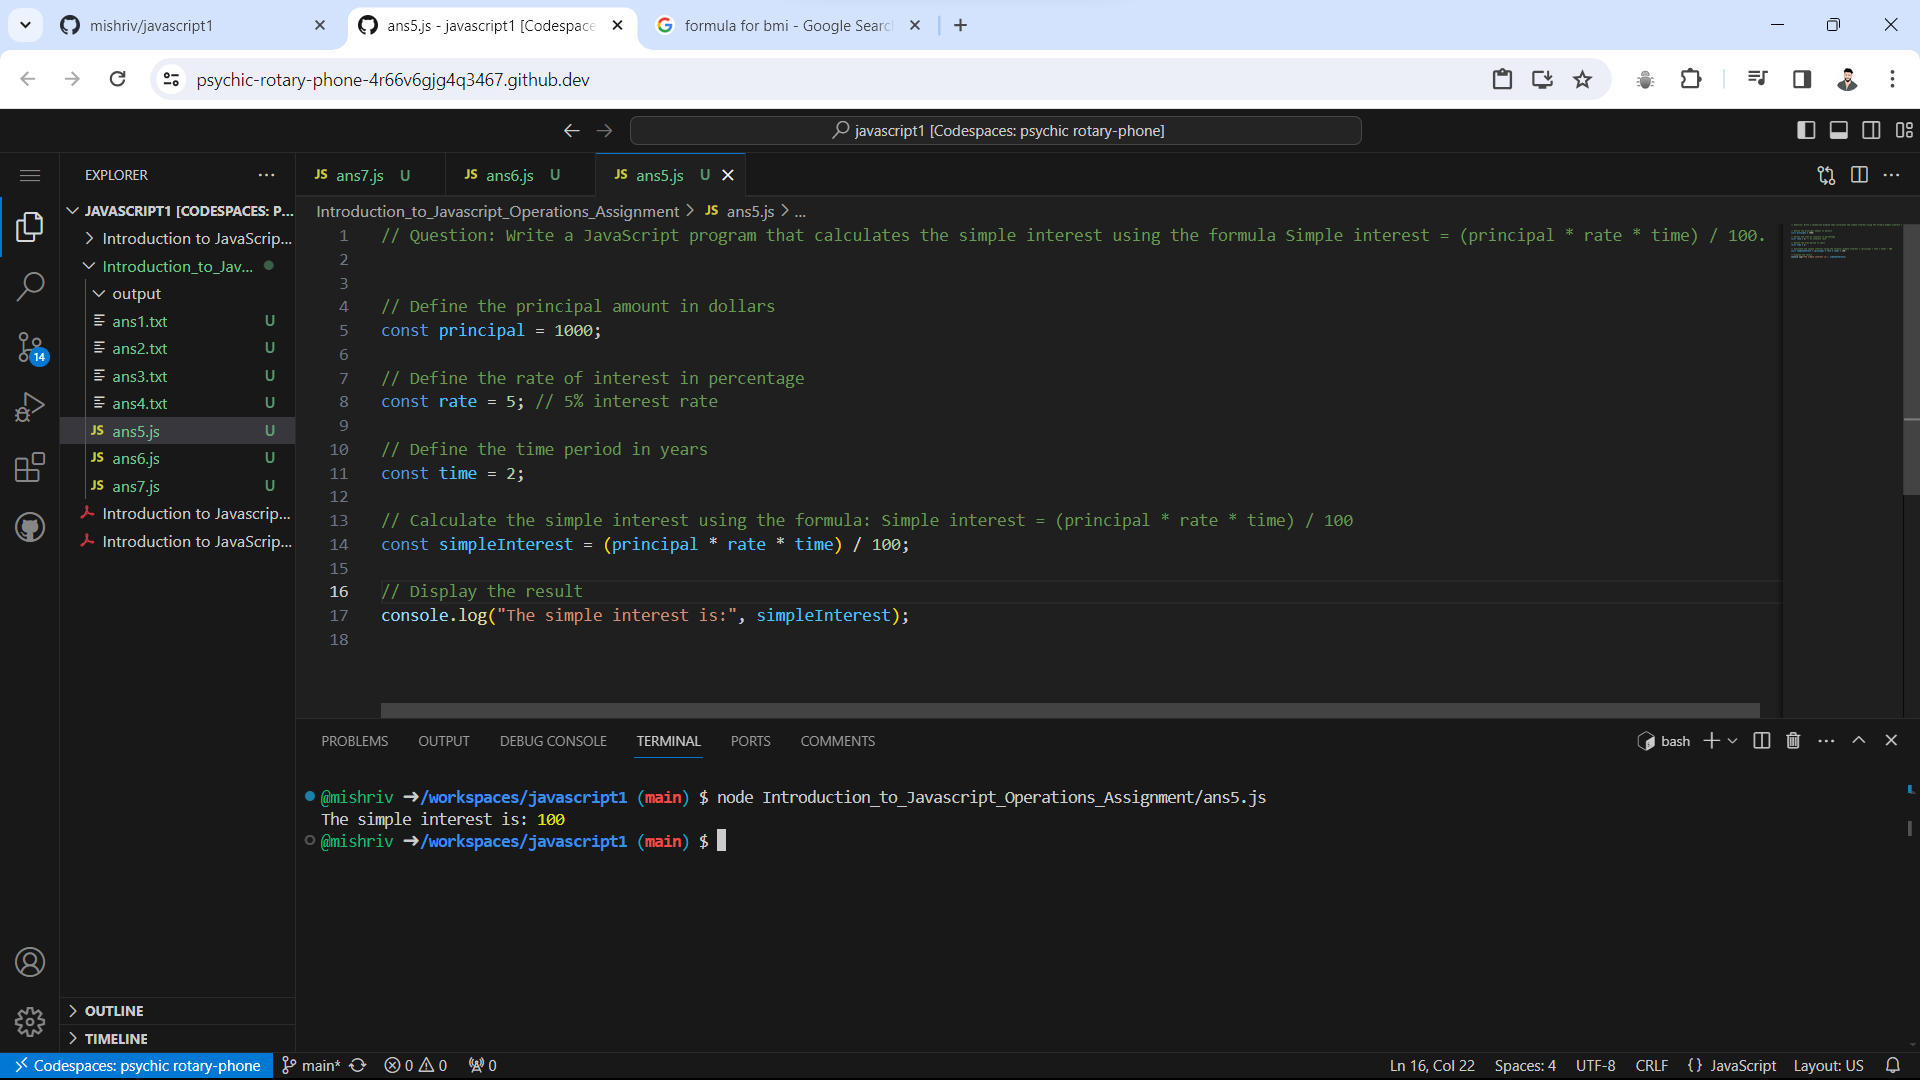 mishriv/javascript1
ans5.js - javascript1 [Codespace
formula for bmi - Google Searc
psychic-rotary-phone-4r66v6gjg4q3467.github.dev
javascript1 [Codespaces: psychic rotary-phone]
EXPLORER
JS ans7.js U
JS ans6.js U
JS ans5.js U
JAVASCRIPT1 [CODESPACES: P...
Introduction to JavaScrip...
Introduction_to_Jav...
output
ans1.txt U
ans2.txt U
ans3.txt U
ans4.txt U
JS ans5.js U
JS ans6.js U
JS ans7.js U
Introduction to Javascrip...
Introduction to JavaScrip...
14
OUTLINE
TIMELINE
Introduction_to_Javascript_Operations_Assignment > JS ans5.js > ...
1 // Question: Write a JavaScript program that calculates the simple interest using the formula Simple interest = (principal * rate * time) / 100.
2
3
4 // Define the principal amount in dollars
5 const principal = 1000;
6
7 // Define the rate of interest in percentage
8 const rate = 5; // 5% interest rate
9
10 // Define the time period in years
11 const time = 2;
12
13 // Calculate the simple interest using the formula: Simple interest = (principal * rate * time) / 100
14 const simpleInterest = (principal * rate * time) / 100;
15
16 // Display the result
17 console.log("The simple interest is:", simpleInterest);
18
PROBLEMS OUTPUT DEBUG CONSOLE TERMINAL PORTS COMMENTS
bash
@mishriv ➜/workspaces/javascript1 (main) $ node Introduction_to_Javascript_Operations_Assignment/ans5.js
The simple interest is: 100
@mishriv ➜/workspaces/javascript1 (main) $
Codespaces: psychic rotary-phone main* 0 0 0
Ln 16, Col 22 Spaces: 4 UTF-8 CRLF {} JavaScript Layout: US